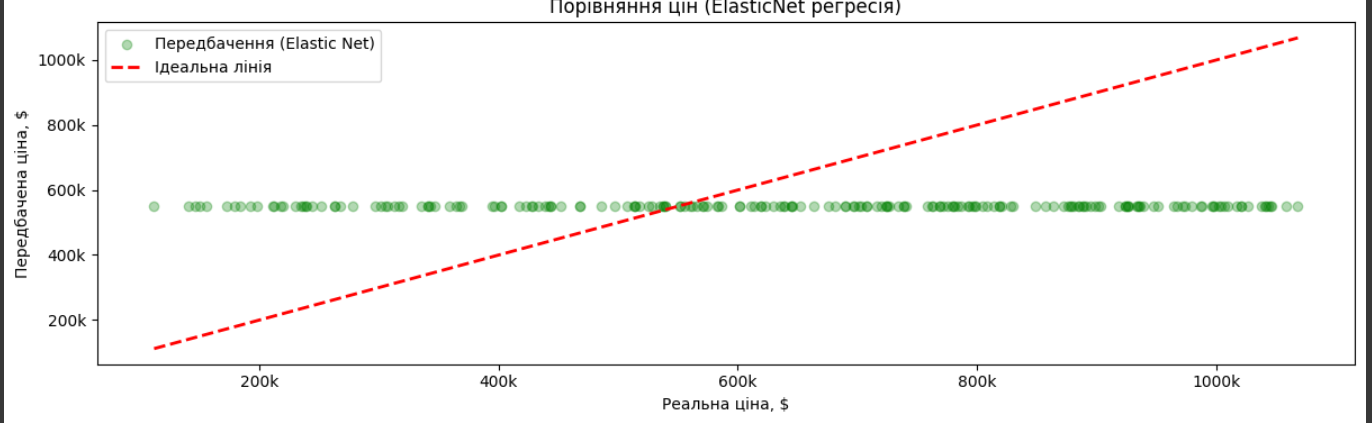 Порівняння цін (ElasticNet регресія)
Передбачення (Elastic Net)
Ідеальна лінія
Передбачена ціна, $
1000k
800k
600k
400k
200k
200k 400k 600k 800k 1000k
Реальна ціна, $